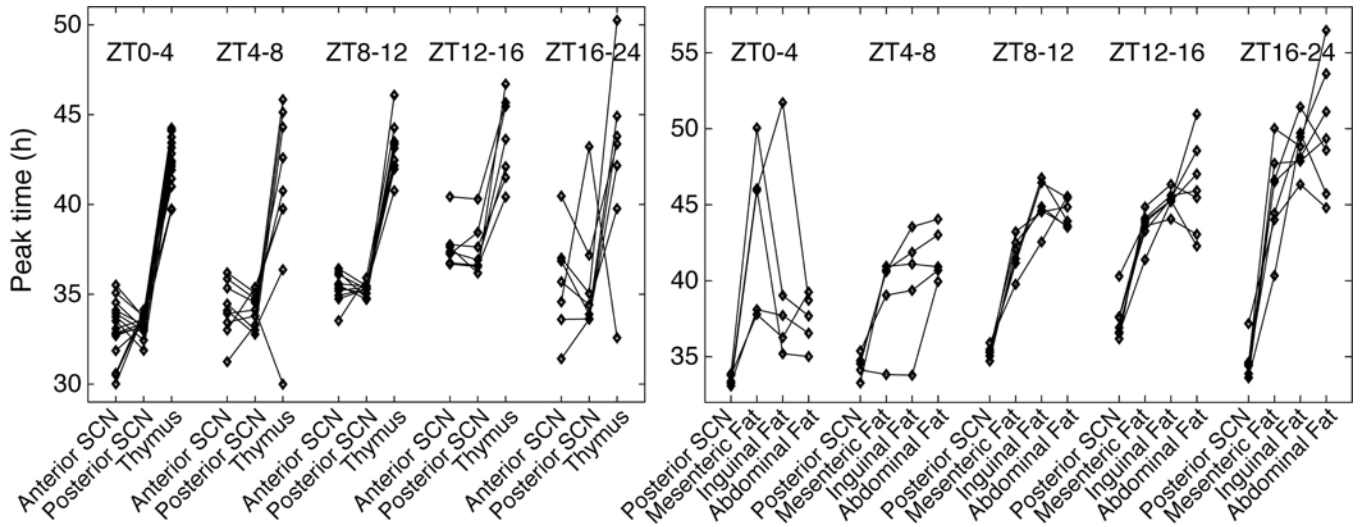 Peak time (h)
50
45
40
35
30
ZT0-4 ZT4-8 ZT8-12 ZT12-16 ZT16-24
Anterior SCN
Posterior SCN
Thymus
Anterior SCN
Posterior SCN
Thymus
Anterior SCN
Posterior SCN
Thymus
Anterior SCN
Posterior SCN
Thymus
Anterior SCN
Posterior SCN
Thymus
55
50
45
40
35
ZT0-4 ZT4-8 ZT8-12 ZT12-16 ZT16-24
Posterior SCN
Mesenteric Fat
Inguinal Fat
Abdominal Fat
Posterior SCN
Mesenteric Fat
Inguinal Fat
Abdominal Fat
Posterior SCN
Mesenteric Fat
Inguinal Fat
Abdominal Fat
Posterior SCN
Mesenteric Fat
Inguinal Fat
Abdominal Fat
Posterior SCN
Mesenteric Fat
Inguinal Fat
Abdominal Fat